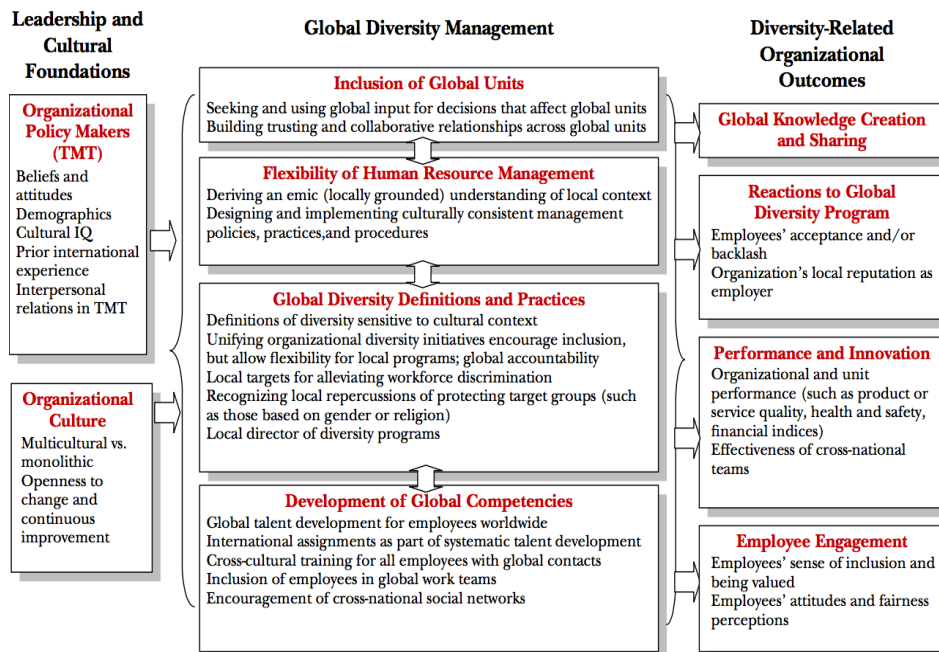 Leadership and
Cultural
Foundations
Organizational
Policy Makers
(TMT)
Beliefs and
attitudes
Demographics
Cultural IQ
Prior international
experience
Interpersonal
relations in TMT
Organizational
Culture
Multicultural vs.
monolithic
Openness to
change and
continuous
improvement
Global Diversity Management
Inclusion of Global Units
Seeking and using global input for decisions that affect global units
Building trusting and collaborative relationships across global units
Flexibility of Human Resource Management
Deriving an emic (locally grounded) understanding of local context
Designing and implementing culturally consistent management
policies, practices,and procedures
Global Diversity Definitions and Practices
Definitions of diversity sensitive to cultural context
Unifying organizational diversity initiatives encourage inclusion,
but allow flexibility for local programs; global accountability
Local targets for alleviating workforce discrimination
Recognizing local repercussions of protecting target groups (such
as those based on gender or religion)
Local director of diversity programs
Development of Global Competencies
Global talent development for employees worldwide
International assignments as part of systematic talent development
Cross-cultural training for all employees with global contacts
Inclusion of employees in global work teams
Encouragement of cross-national social networks
Diversity-Related
Organizational
Outcomes
Global Knowledge Creation
and Sharing
Reactions to Global
Diversity Program
Employees' acceptance and/or
backlash
Organization's local reputation as
employer
Performance and Innovation
Organizational and unit
performance (such as product or
service quality, health and safety,
financial indices)
Effectiveness of cross-national
teams
Employee Engagement
Employees' sense of inclusion and
being valued
Employees' attitudes and fairness
perceptions